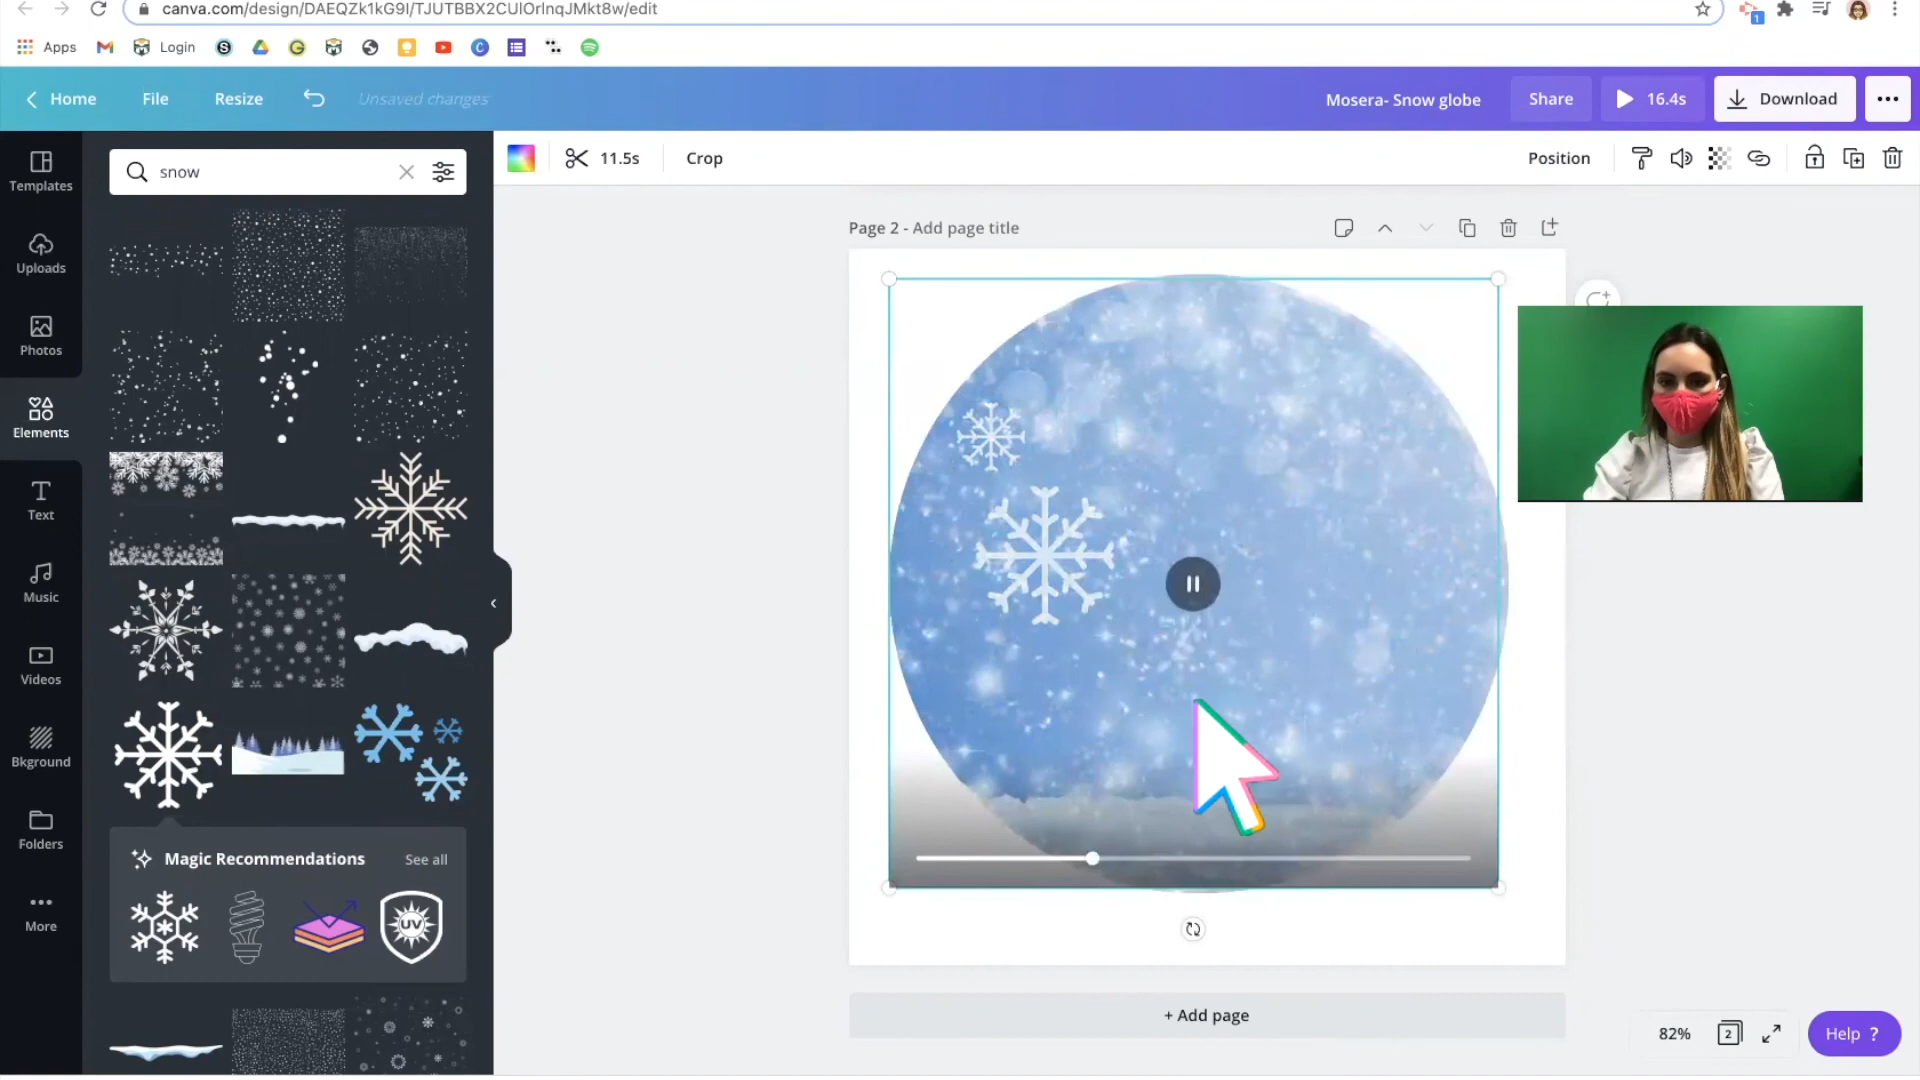 canva.com/design/DAEQZk1kG9I/TJUTBBX2CUlOrlnqJMkt8w/edit
1
Apps
Login
Home
File
Resize
Unsaved changes
Mosera- Snow globe
Share
16.4s
Download
Templates
Uploads
Photos
Elements
Text
Music
Videos
Bkground
Folders
More
snow
11.5s
Crop
Position
Page 2 - Add page title
Magic Recommendations
See all
UV
+ Add page
82%
2
Help ?